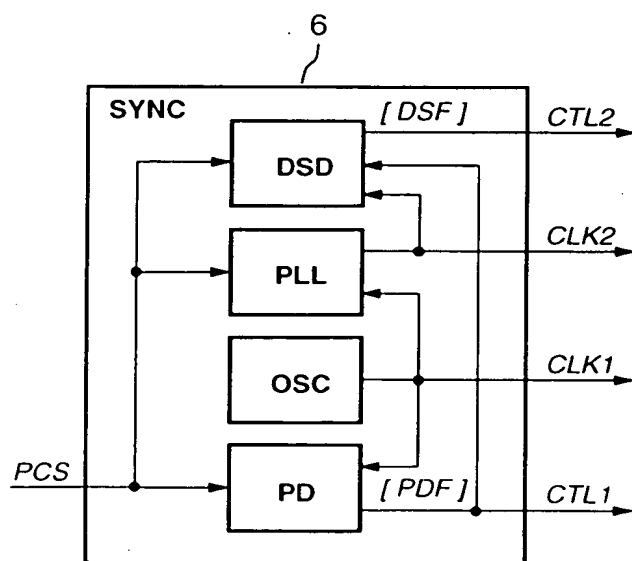 6
SYNC
[DSF]
CTL2
DSD
CLK2
PLL
CLK1
OSC
PCS
PD
[PDF]
CTL1